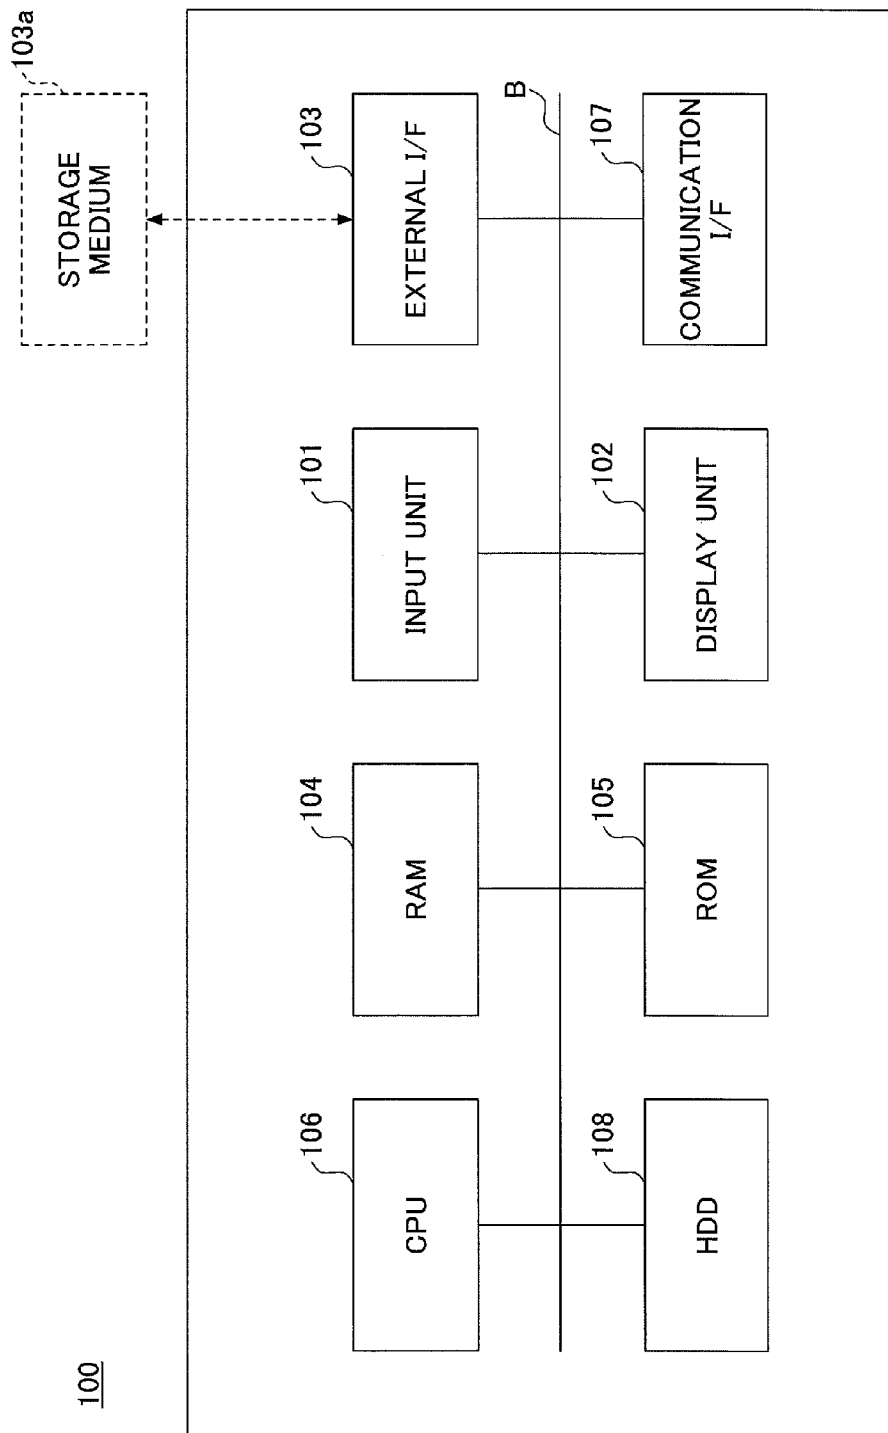 100
106
CPU
104
RAM
101
INPUT UNIT
103
EXTERNAL I/F
103a
STORAGE
MEDIUM
B
108
HDD
105
ROM
102
DISPLAY UNIT
107
COMMUNICATION
I/F